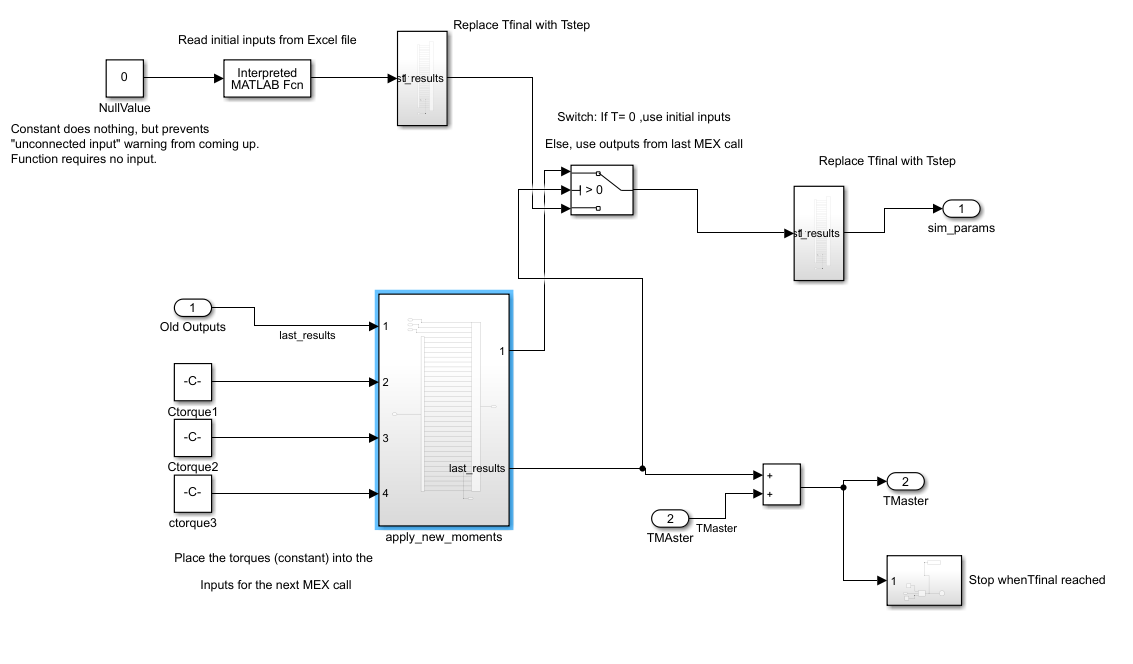 Replace Tfinal with Tstep
Read initial inputs from Excel file
0
Interpreted
MATLAB Fcn
NullValue
Constant does nothing, but prevents
"unconnected input" warning from coming up.
Function requires no input.
Switch: If T= 0 ,use initial inputs
Else, use outputs from last MEX call
> 0
Replace Tfinal with Tstep
1
sim_params
1
Old Outputs
last_results
-C-
Ctorque1
-C-
Ctorque2
-C-
ctorque3
1
2
3
4
1
last_results
apply_new_moments
Place the torques (constant) into the
Inputs for the next MEX call
+
+
2
TMAster
TMaster
2
TMaster
1
Stop whenTfinal reached